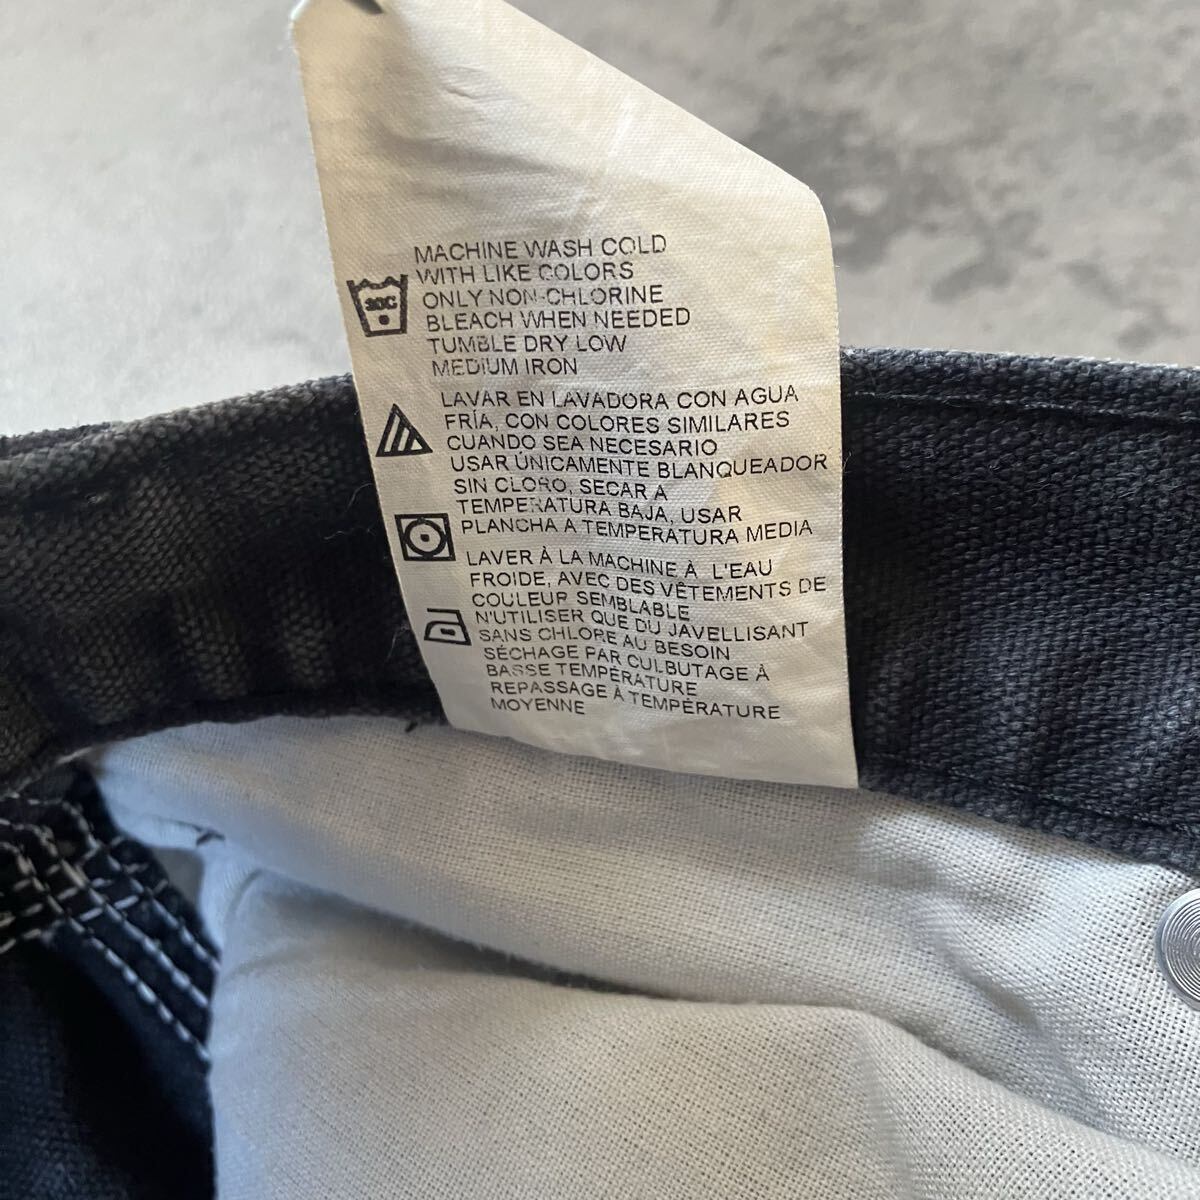 MACHINE WASH COLD
WITH LIKE COLORS
ONLY NON-CHLORINE
BLEACH WHEN NEEDED
TUMBLE DRY LOW
MEDIUM IRON
30C
LAVAR EN LAVADORA CON AGUA
FRÍA, CON COLORES SIMILARES
CUANDO SEA NECESARIO
USAR ÚNICAMENTE BLANQUEADOR
SIN CLORO, SECAR A
TEMPERATURA BAJA, USAR
PLANCHA A TEMPERATURA MEDIA
LAVER À LA MACHINE À L'EAU
FROIDE, AVEC DES VÊTEMENTS DE
COULEUR SEMBLABLE
N'UTILISER QUE DU JAVELLISANT
SANS CHLORE AU BESOIN
SÉCHAGE PAR CULBUTAGE À
BASSE TEMPÉRATURE
REPASSAGE À TEMPÉRATURE
MOYENNE